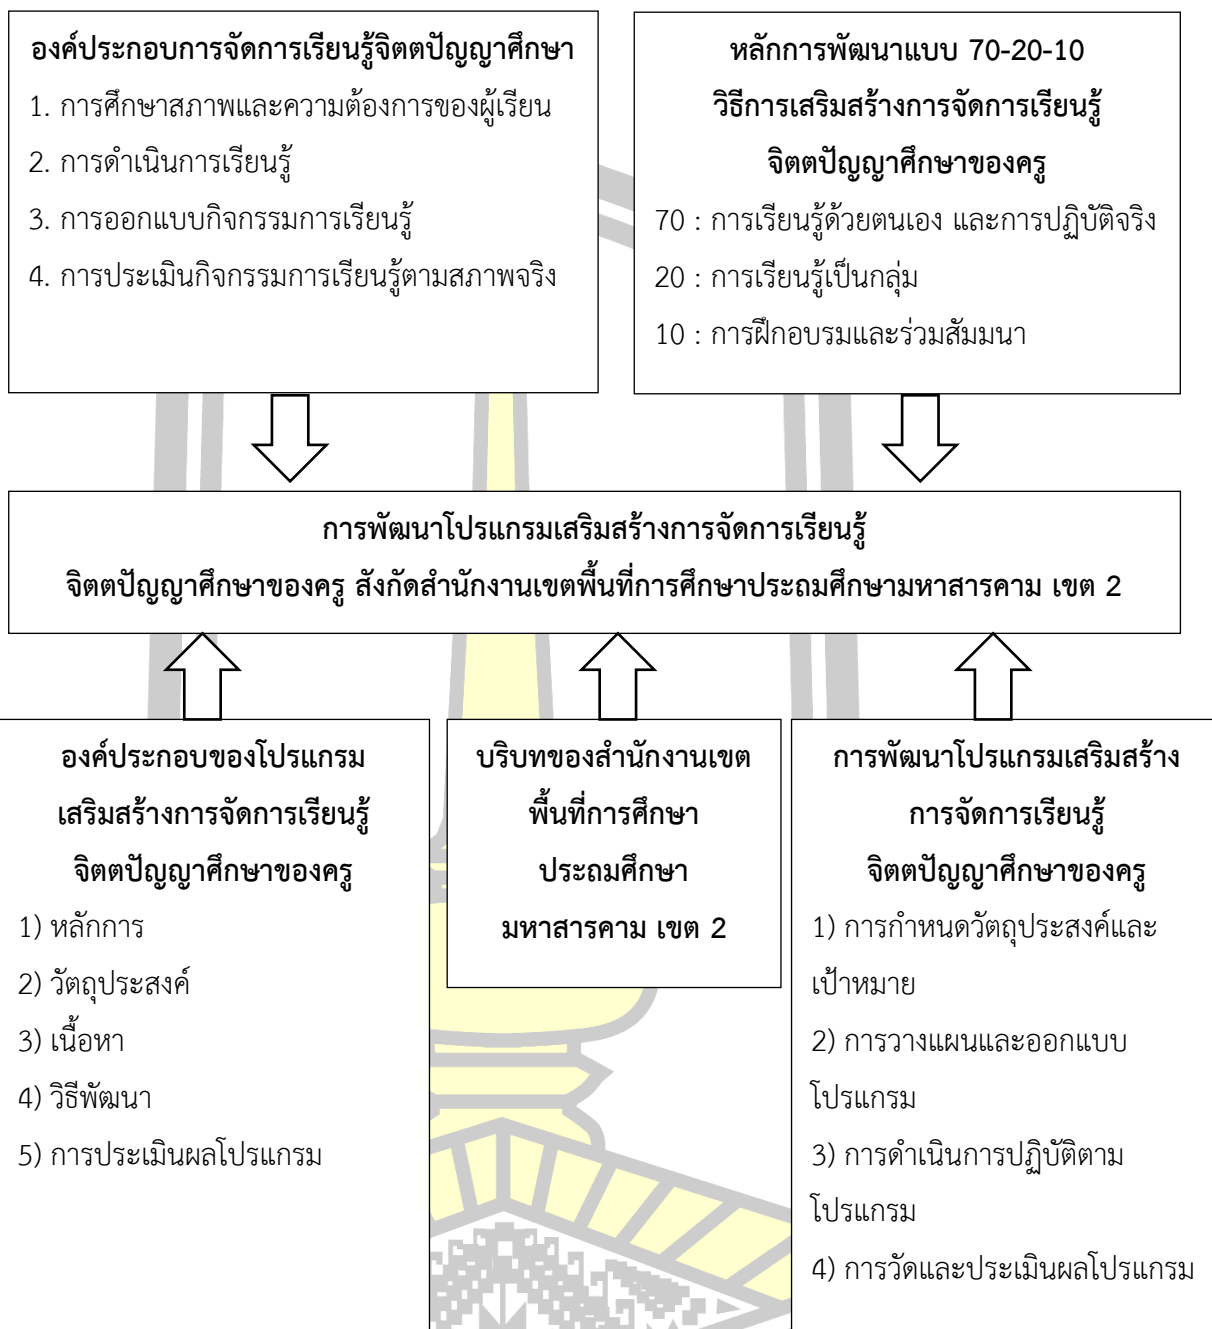 องค์ประกอบการจัดการเรียนรู้จิตตปัญญาศึกษา
1. การศึกษาสภาพและความต้องการของผู้เรียน
2. การดำเนินการเรียนรู้
3. การออกแบบกิจกรรมการเรียนรู้
4. การประเมินกิจกรรมการเรียนรู้ตามสภาพจริง
หลักการพัฒนาแบบ 70-20-10
วิธีการเสริมสร้างการจัดการเรียนรู้
จิตตปัญญาศึกษาของครู
70 : การเรียนรู้ด้วยตนเอง และการปฏิบัติจริง
20 : การเรียนรู้เป็นกลุ่ม
10 : การฝึกอบรมและร่วมสัมมนา
การพัฒนาโปรแกรมเสริมสร้างการจัดการเรียนรู้
จิตตปัญญาศึกษาของครู สังกัดสำนักงานเขตพื้นที่การศึกษาประถมศึกษามหาสารคาม เขต 2
องค์ประกอบของโปรแกรม
เสริมสร้างการจัดการเรียนรู้
จิตตปัญญาศึกษาของครู
1) หลักการ
2) วัตถุประสงค์
3) เนื้อหา
4) วิธีพัฒนา
5) การประเมินผลโปรแกรม
บริบทของสำนักงานเขต
พื้นที่การศึกษา
ประถมศึกษา
มหาสารคาม เขต 2
การพัฒนาโปรแกรมเสริมสร้าง
การจัดการเรียนรู้
จิตตปัญญาศึกษาของครู
1) การกำหนดวัตถุประสงค์และ
เป้าหมาย
2) การวางแผนและออกแบบ
โปรแกรม
3) การดำเนินการปฏิบัติตาม
โปรแกรม
4) การวัดและประเมินผลโปรแกรม